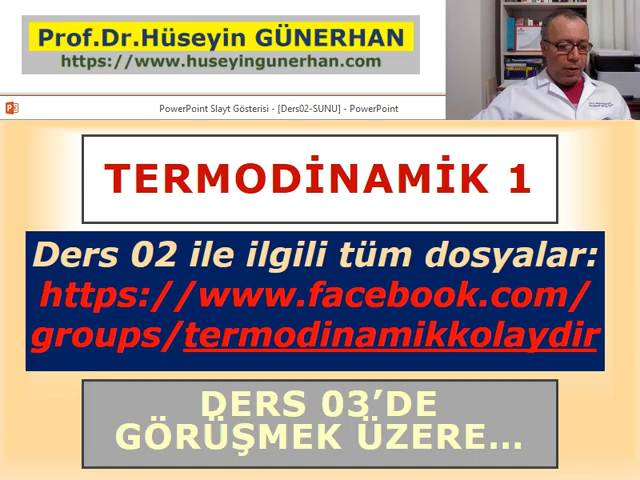 Prof.Dr.Hüseyin GÜNERHAN
https://www.huseyingunerhan.com
PowerPoint Slayt Gösterisi - [Ders02-SUNU] - PowerPoint
TERMODİNAMİK 1
Ders 02 ile ilgili tüm dosyalar:
https://www.facebook.com/
groups/termodinamikkolaydir
DERS 03’DE
GÖRÜŞMEK ÜZERE...